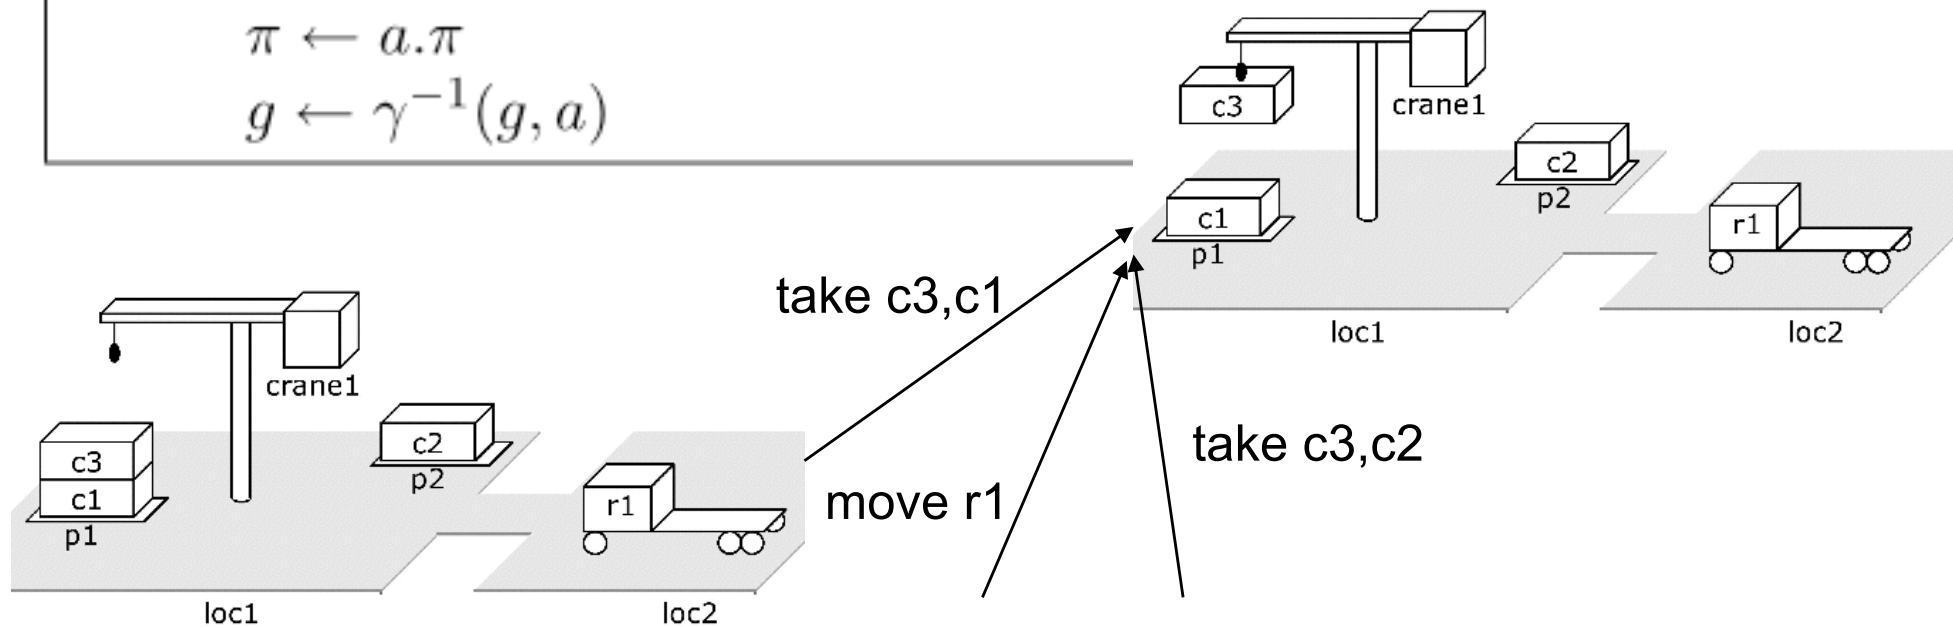 π ← a.π
g ← γ⁻¹(g, a)
c3
crane1
c2
p2
c1
p1
r1
loc1
loc2
take c3,c1
take c3,c2
move r1
crane1
c3
c1
p1
c2
p2
r1
loc1
loc2